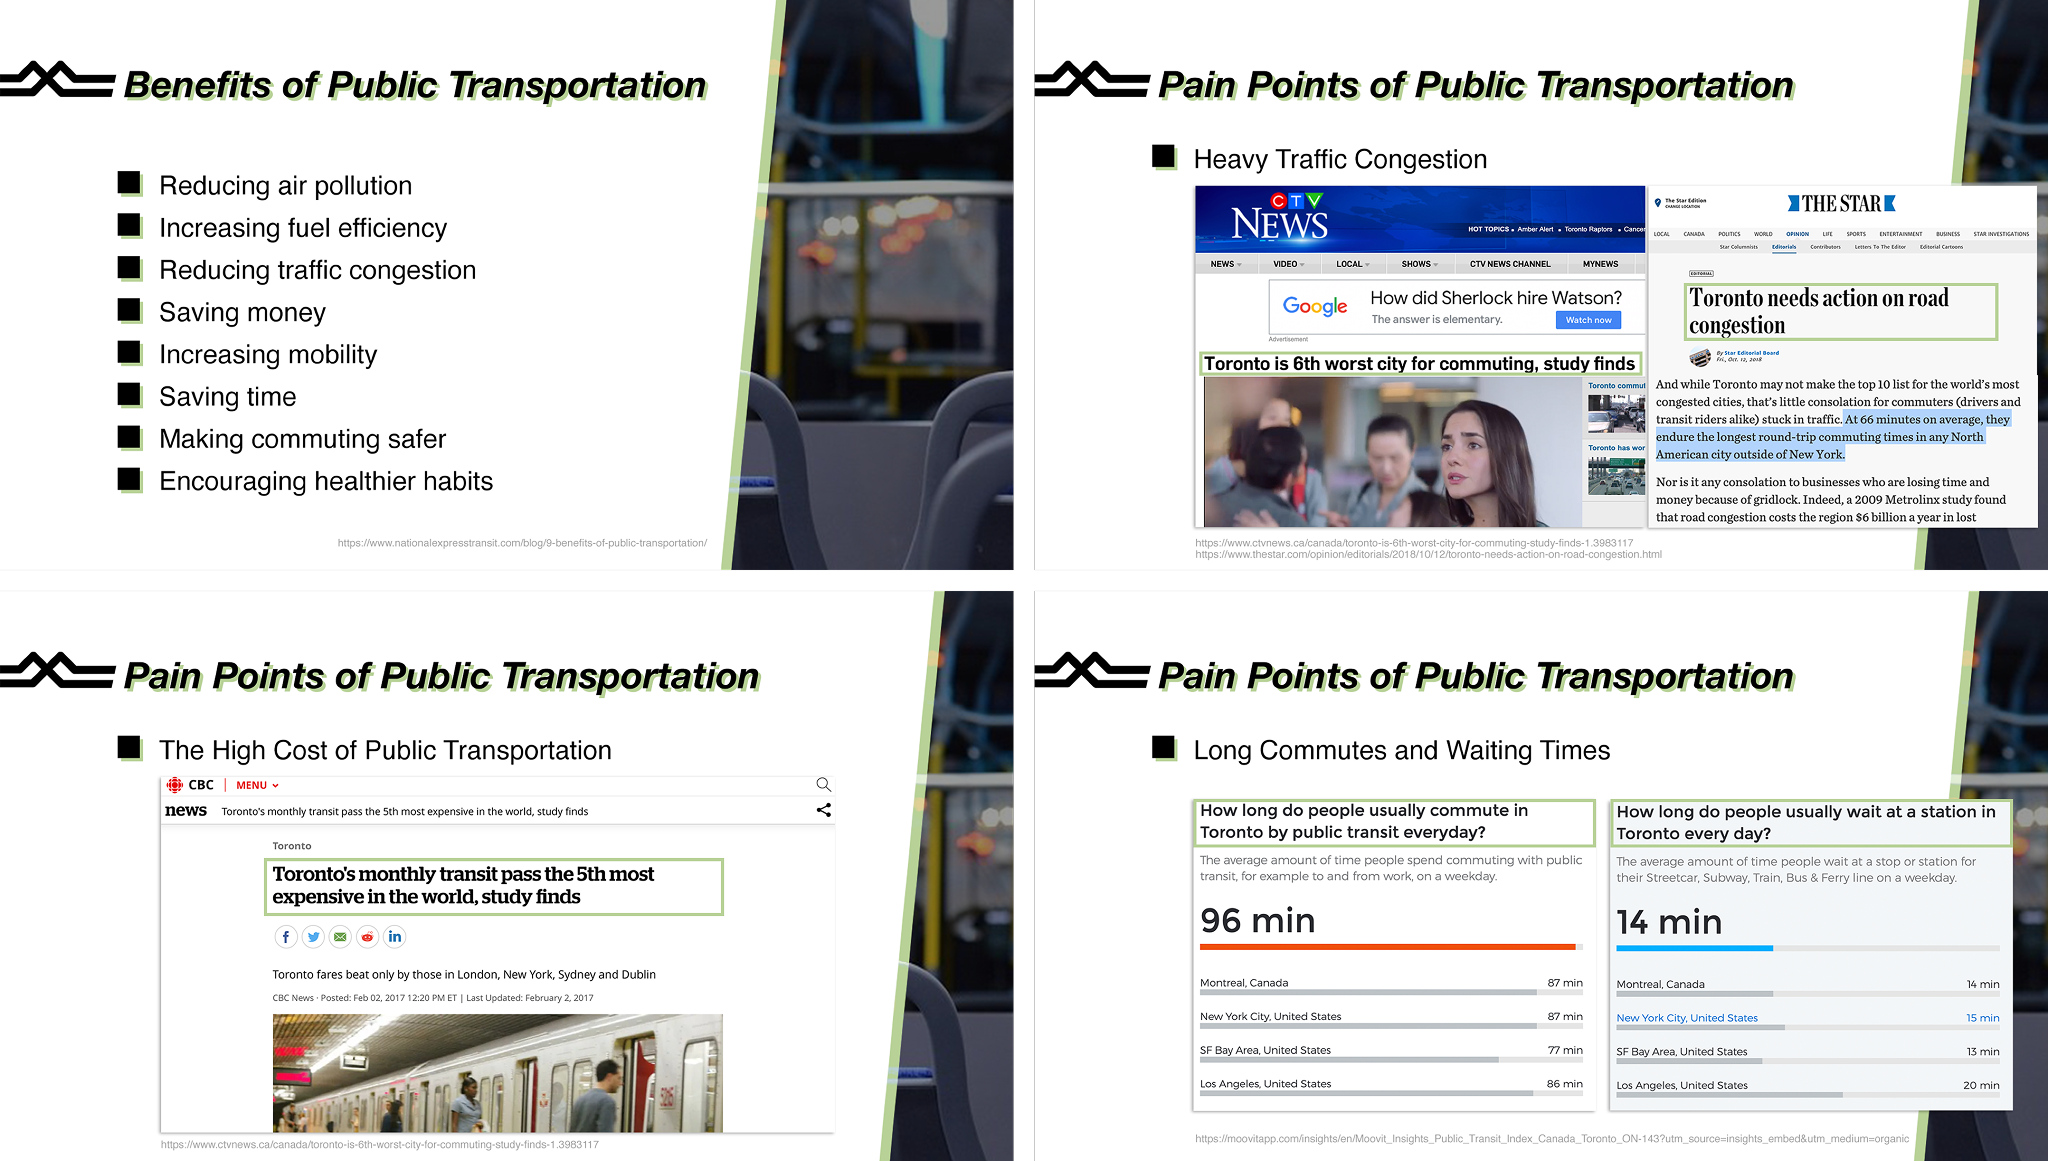 Benefits of Public Transportation
Reducing air pollution
Increasing fuel efficiency
Reducing traffic congestion
Saving money
Increasing mobility
Saving time
Making commuting safer
Encouraging healthier habits
https://www.nationalexpresstransit.com/blog/9-benefits-of-public-transportation/
Pain Points of Public Transportation
Heavy Traffic Congestion
CTV
NEWS
HOT TOPICS • Amber Alert • Toronto Raptors • Cancer
NEWS VIDEO LOCAL SHOWS CTV NEWS CHANNEL MYNEWS
Google
How did Sherlock hire Watson?
The answer is elementary.
Watch now
Advertisement
Toronto is 6th worst city for commuting, study finds
Toronto commut
Toronto has wor
The Star Edition
CHANGE LOCATION
THE STAR
LOCAL CANADA POLITICS WORLD OPINION LIFE SPORTS ENTERTAINMENT BUSINESS STAR INVESTIGATIONS
Star Columnists Editorials Contributors Letters To The Editor Editorial Cartoons
EDITORIAL
Toronto needs action on road
congestion
By Star Editorial Board
Fri., Oct. 12, 2018
And while Toronto may not make the top 10 list for the world's most
congested cities, that's little consolation for commuters (drivers and
transit riders alike) stuck in traffic. At 66 minutes on average, they
endure the longest round-trip commuting times in any North
American city outside of New York.
Nor is it any consolation to businesses who are losing time and
money because of gridlock. Indeed, a 2009 Metrolinx study found
that road congestion costs the region $6 billion a year in lost
https://www.ctvnews.ca/canada/toronto-is-6th-worst-city-for-commuting-study-finds-1.3983117
https://www.thestar.com/opinion/editorials/2018/10/12/toronto-needs-action-on-road-congestion.html
Pain Points of Public Transportation
The High Cost of Public Transportation
CBC | MENU
news Toronto's monthly transit pass the 5th most expensive in the world, study finds
Toronto
Toronto's monthly transit pass the 5th most
expensive in the world, study finds
Toronto fares beat only by those in London, New York, Sydney and Dublin
CBC News · Posted: Feb 02, 2017 12:20 PM ET | Last Updated: February 2, 2017
https://www.ctvnews.ca/canada/toronto-is-6th-worst-city-for-commuting-study-finds-1.3983117
Pain Points of Public Transportation
Long Commutes and Waiting Times
How long do people usually commute in
Toronto by public transit everyday?
The average amount of time people spend commuting with public
transit, for example to and from work, on a weekday.
96 min
Montreal, Canada 87 min
New York City, United States 87 min
SF Bay Area, United States 77 min
Los Angeles, United States 86 min
How long do people usually wait at a station in
Toronto every day?
The average amount of time people wait at a stop or station for
their Streetcar, Subway, Train, Bus & Ferry line on a weekday.
14 min
Montreal, Canada 14 min
New York City, United States 15 min
SF Bay Area, United States 13 min
Los Angeles, United States 20 min
https://moovitapp.com/insights/en/Moovit_Insights_Public_Transit_Index_Canada_Toronto_ON-143?utm_source=insights_embed&utm_medium=organic